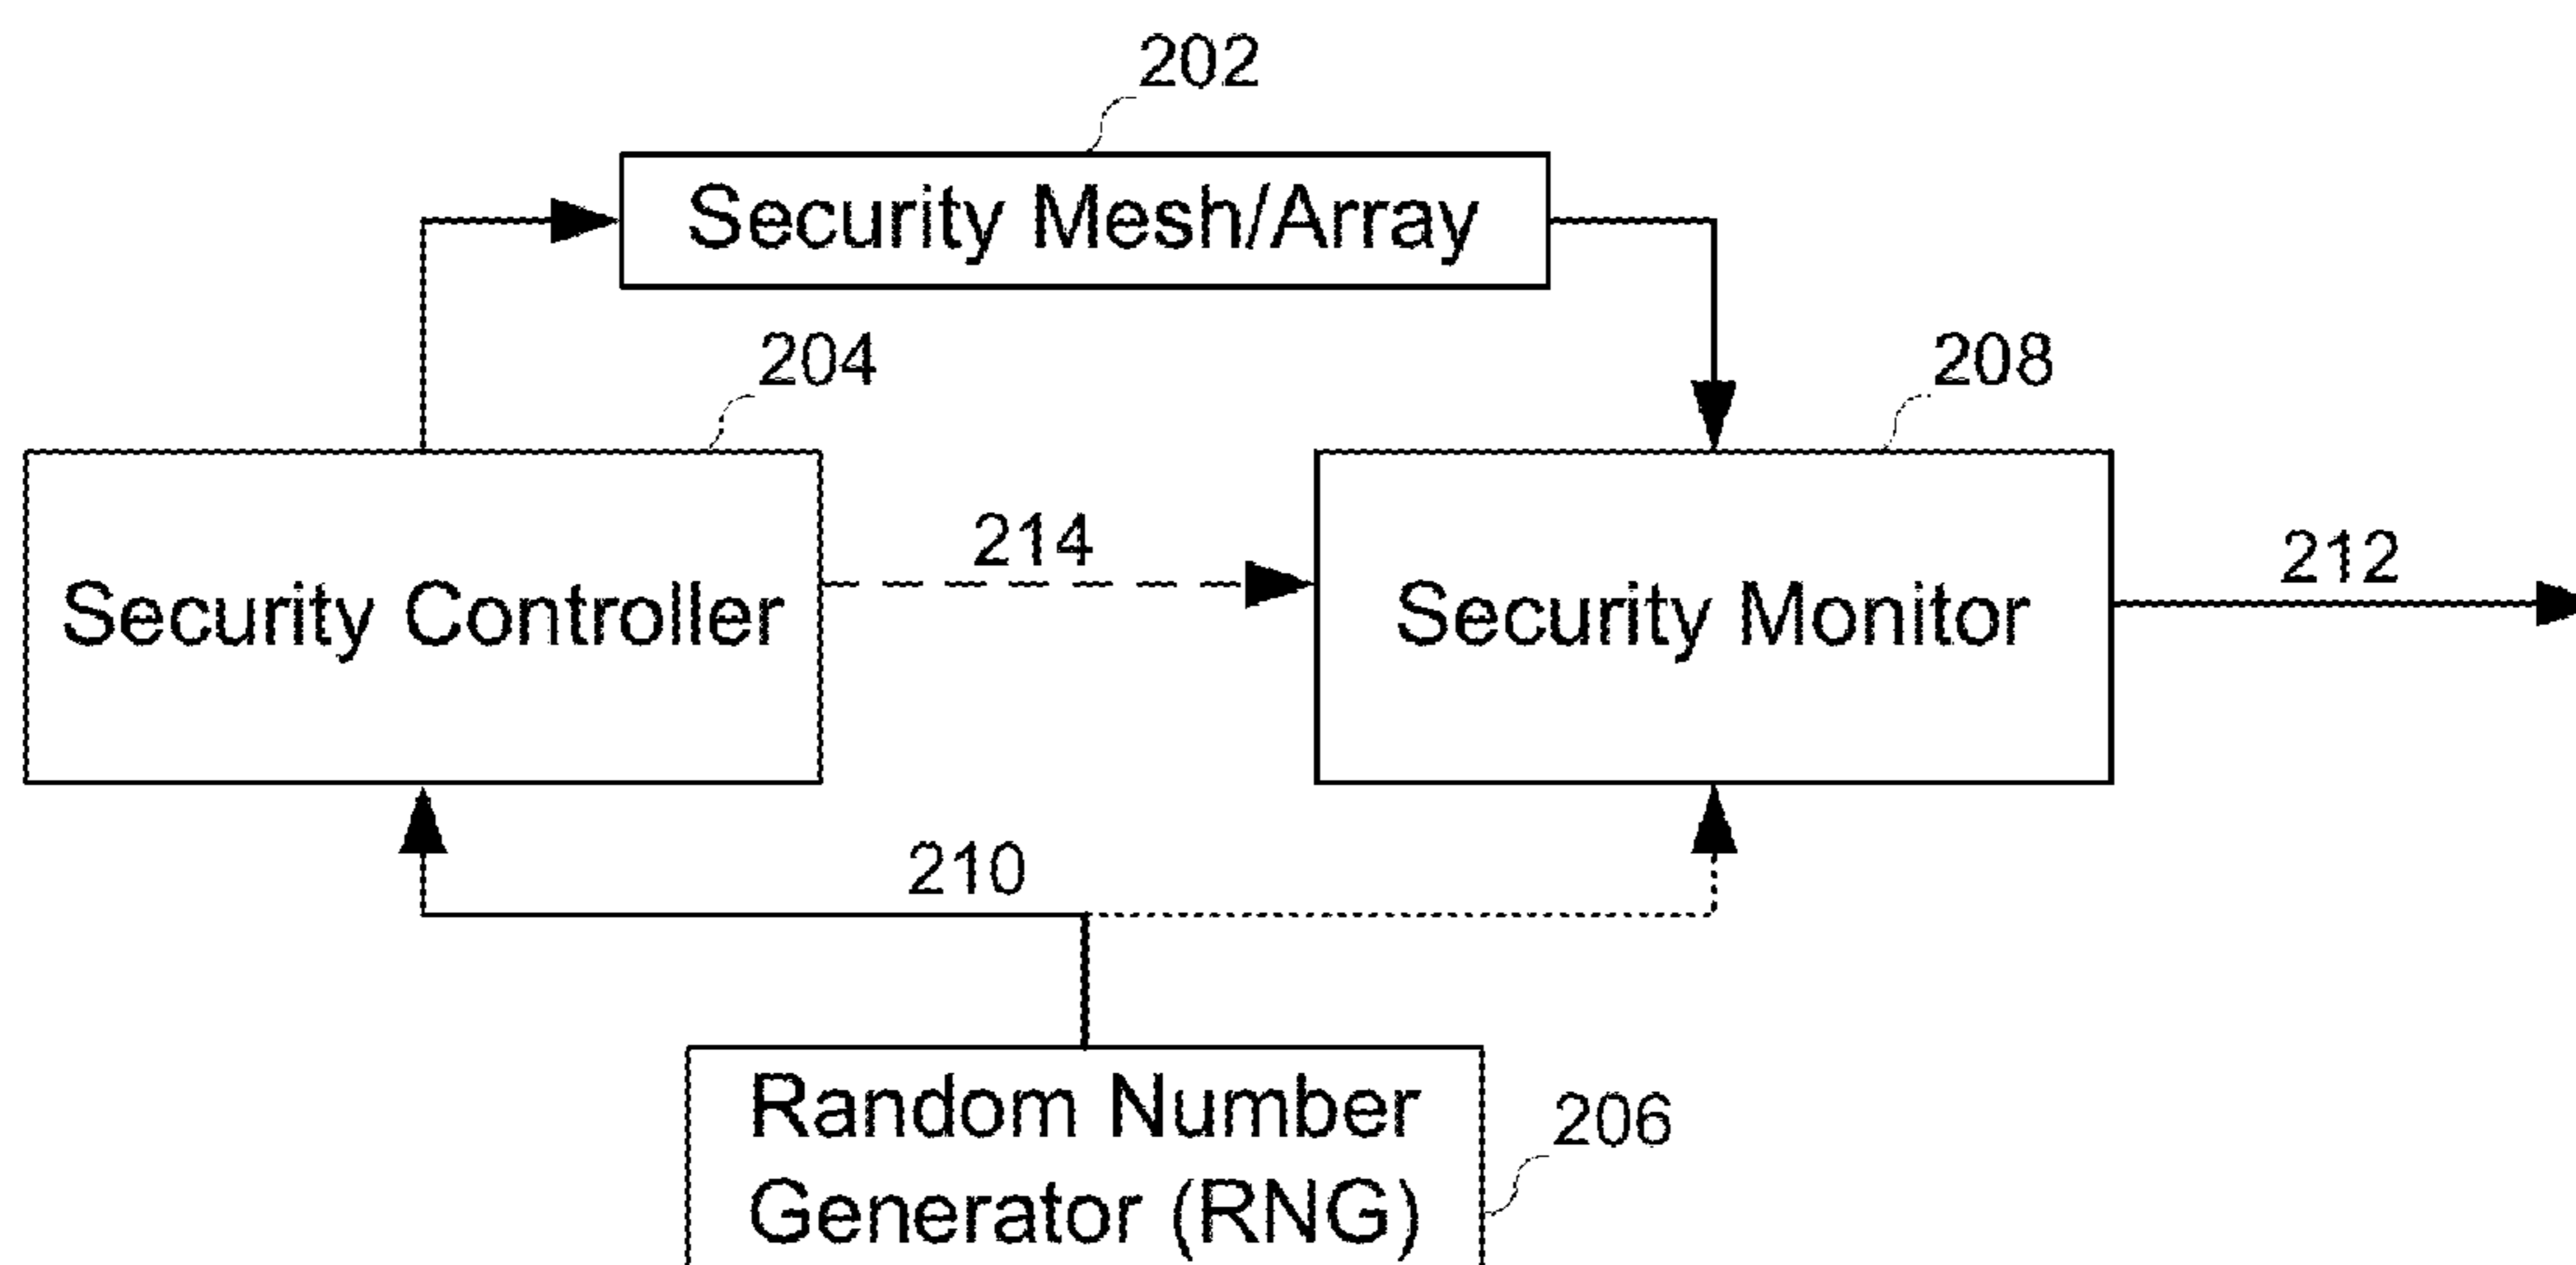 202
Security Mesh/Array
204
208
214
212
Security Controller
Security Monitor
210
Random Number
Generator (RNG)
206